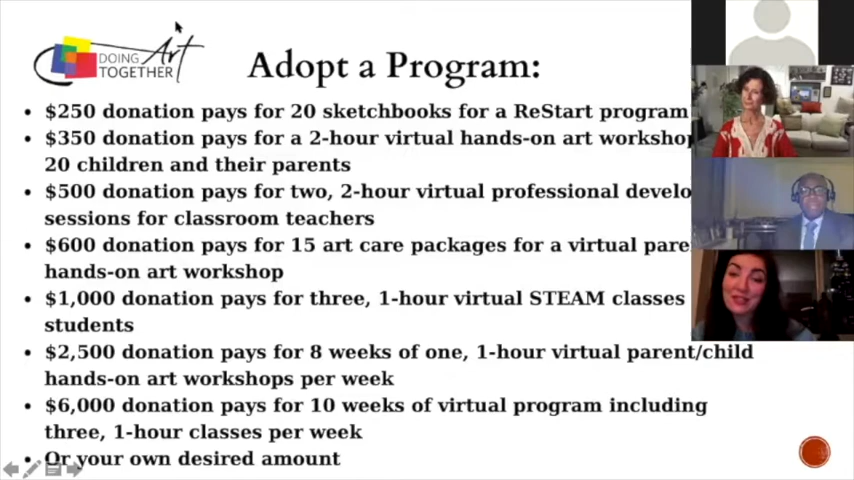 DOING Art
TOGETHER
Adopt a Program:
• $250 donation pays for 20 sketchbooks for a ReStart program
• $350 donation pays for a 2-hour virtual hands-on art workshop
20 children and their parents
• $500 donation pays for two, 2-hour virtual professional develo
sessions for classroom teachers
• $600 donation pays for 15 art care packages for a virtual pare
hands-on art workshop
• $1,000 donation pays for three, 1-hour virtual STEAM classes
students
• $2,500 donation pays for 8 weeks of one, 1-hour virtual parent/child
hands-on art workshops per week
• $6,000 donation pays for 10 weeks of virtual program including
three, 1-hour classes per week
• Or your own desired amount